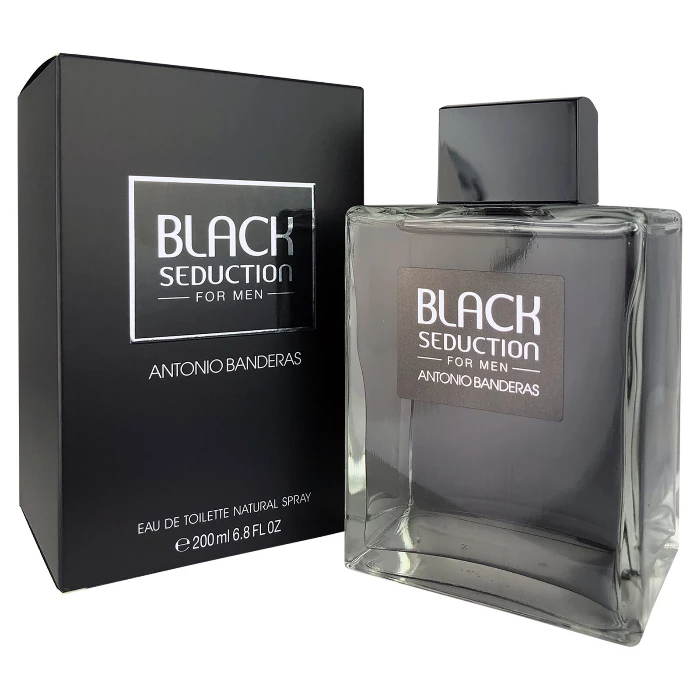 BLACK
SEDUCTION
FOR MEN
ANTONIO BANDERAS
EAU DE TOILETTE NATURAL SPRAY
℮200ml 6.8 FL OZ
BLACK
SEDUCTION
FOR MEN
ANTONIO BANDERAS